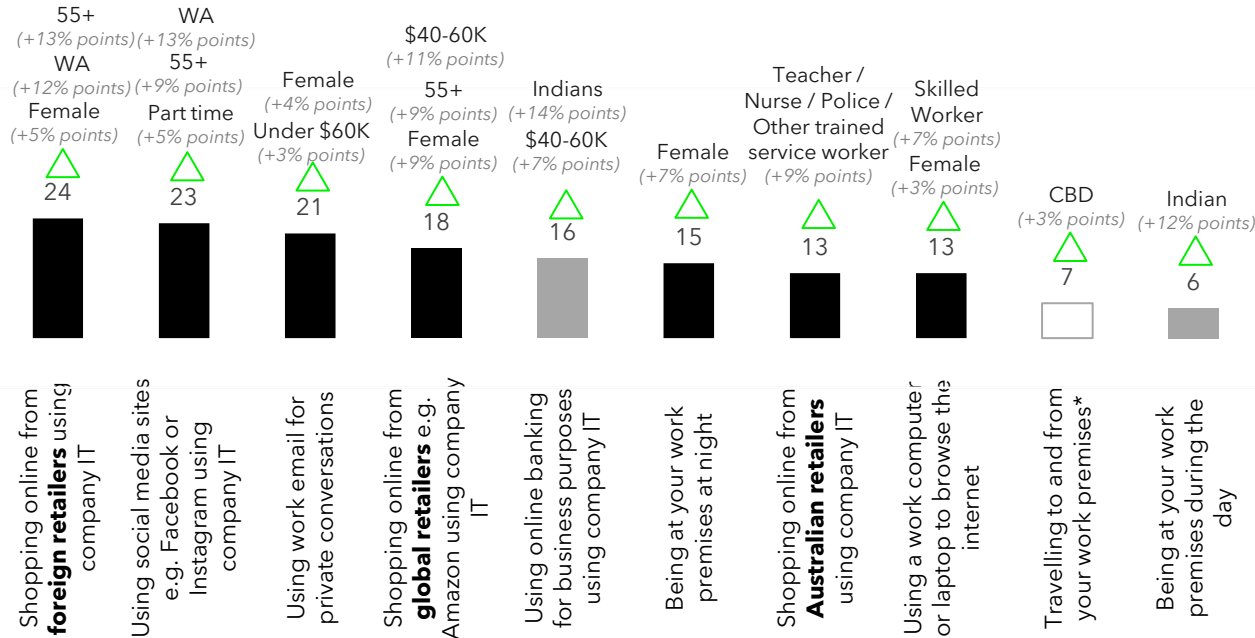 55+
(+13% points)
WA
(+12% points)
Female
(+5% points)
24
WA
(+13% points)
55+
(+9% points)
Part time
(+5% points)
23
Female
(+4% points)
Under $60K
(+3% points)
21
$40-60K
(+11% points)
55+
(+9% points)
Female
(+9% points)
18
Indians
(+14% points)
$40-60K
(+7% points)
16
Female
(+7% points)
15
Teacher /
Nurse / Police /
Other trained
service worker
(+9% points)
13
Skilled
Worker
(+7% points)
Female
(+3% points)
13
CBD
(+3% points)
7
Indian
(+12% points)
6
Shopping online from
foreign retailers using
company IT
Using social media sites
e.g. Facebook or
Instagram using
company IT
Using work email for
private conversations
Shopping online from
global retailers e.g.
Amazon using company
IT
Using online banking
for business purposes
using company IT
Being at your work
premises at night
Shopping online from
Australian retailers
using company IT
Using a work computer
or laptop to browse the
internet
Travelling to and from
your work premises*
Being at your work
premises during the
day